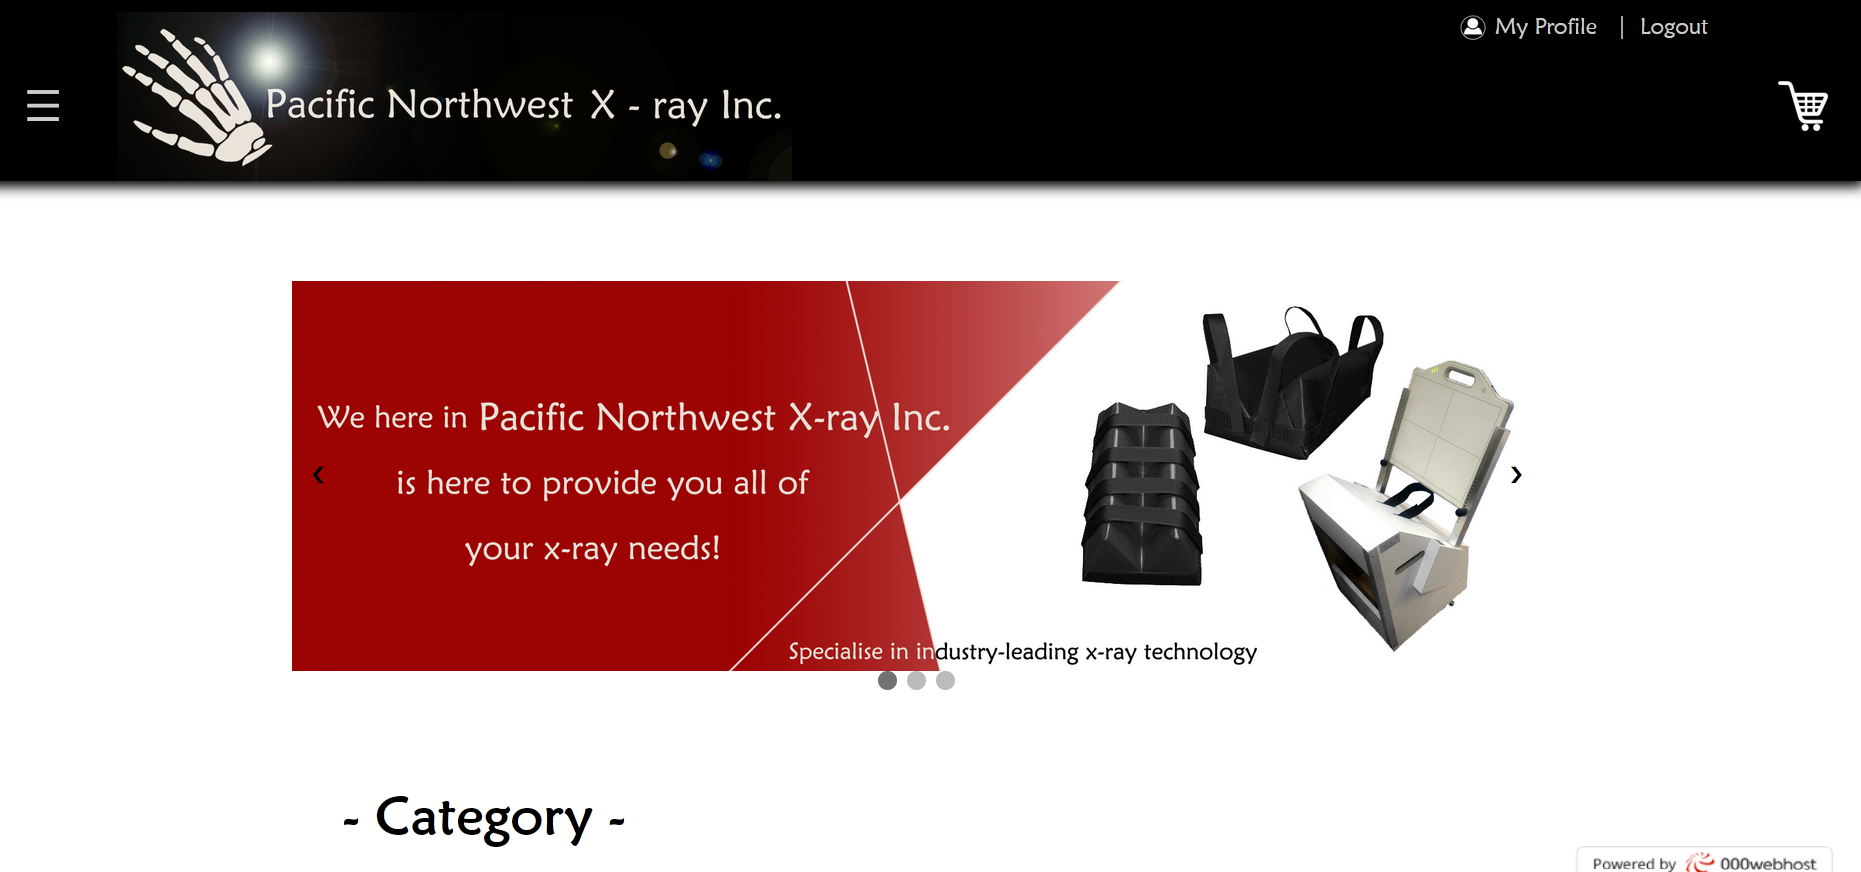 My Profile | Logout
Pacific Northwest X - ray Inc.
We here in Pacific Northwest X-ray Inc.
is here to provide you all of
your x-ray needs!
Specialise in industry-leading x-ray technology
- Category -
Powered by 000webhost